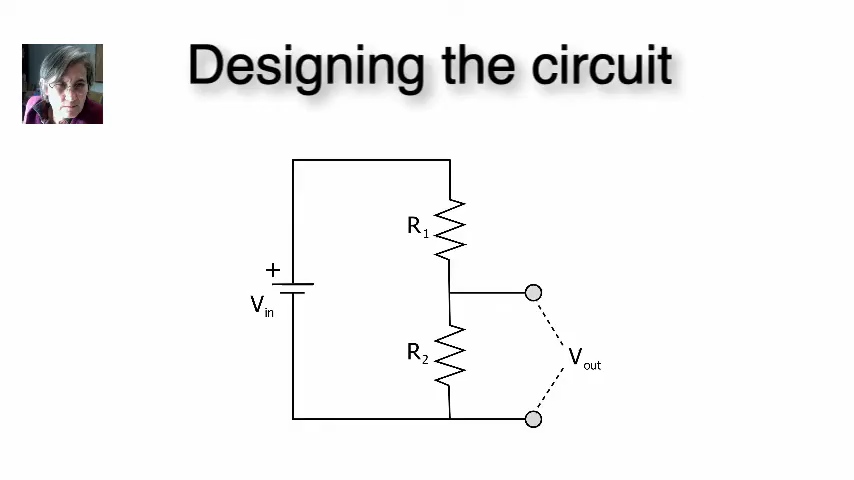 Designing the circuit
R1
+
Vin
R2
Vout